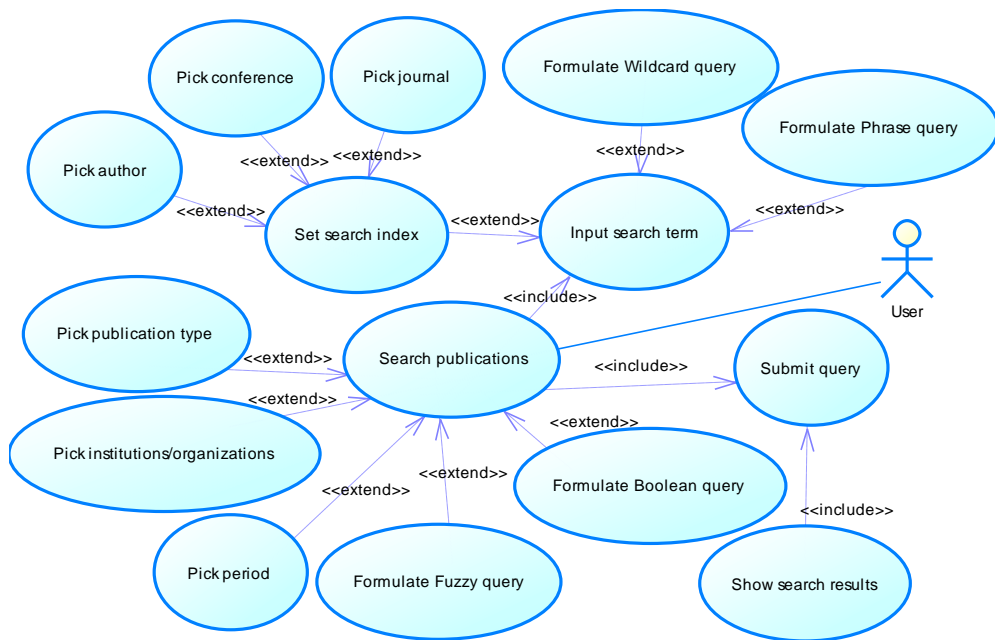 Pick conference
Pick journal
Formulate Wildcard query
Formulate Phrase query
Pick author
<<extend>>
<<extend>>
<<extend>>
<<extend>>
<<extend>>
<<extend>>
Set search index
Input search term
<<include>>
User
Pick publication type
Search publications
Submit query
<<extend>>
<<include>>
<<extend>>
<<extend>>
Pick institutions/organizations
<<extend>>
<<extend>>
Formulate Boolean query
<<include>>
Pick period
Formulate Fuzzy query
Show search results